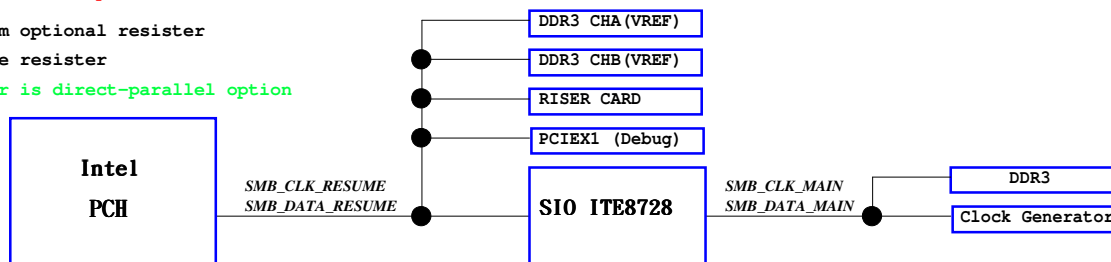 m optional resister
e resister
r is direct-parallel option
DDR3 CHA(VREF)
DDR3 CHB(VREF)
RISER CARD
PCIEX1 (Debug)
Intel
PCH
SMB_CLK_RESUME
SMB_DATA_RESUME
SIO ITE8728
SMB_CLK_MAIN
SMB_DATA_MAIN
DDR3
Clock Generator